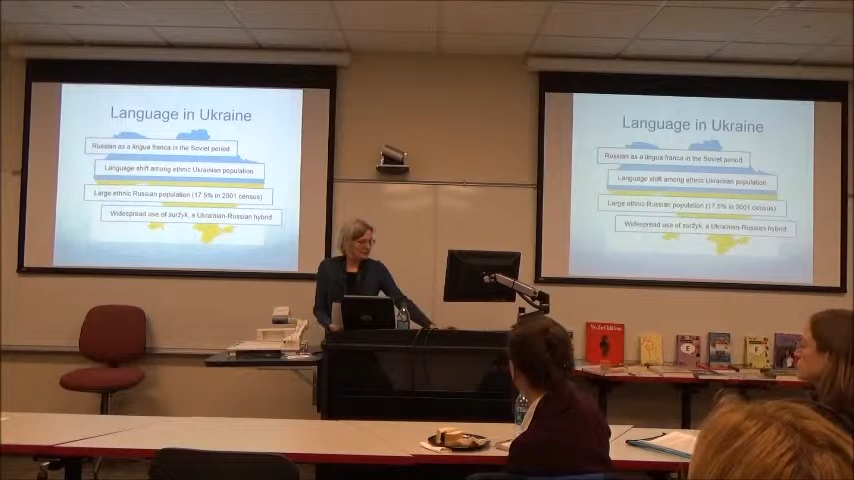 Language in Ukraine
Russian as a lingua franca in the Soviet period
Language shift among ethnic Ukrainian population
Large ethnic Russian population (17.5% in 2001 census)
Widespread use of suržyk, a Ukrainian-Russian hybrid
Language in Ukraine
Russian as a lingua franca in the Soviet period
Language shift among ethnic Ukrainian population
Large ethnic Russian population (17.5% in 2001 census)
Widespread use of suržyk, a Ukrainian-Russian hybrid